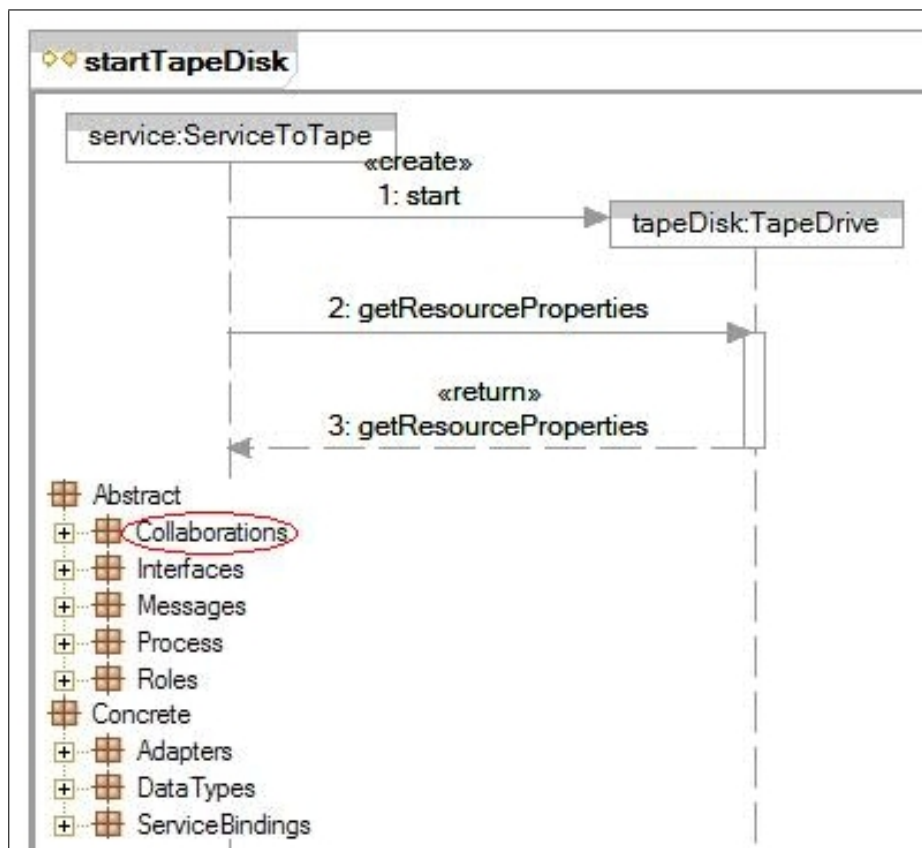 startTapeDisk
service:ServiceToTape
«create»
1: start
tapeDisk:TapeDrive
2: getResourceProperties
«return»
3: getResourceProperties
Abstract
Collaborations
Interfaces
Messages
Process
Roles
Concrete
Adapters
DataTypes
ServiceBindings